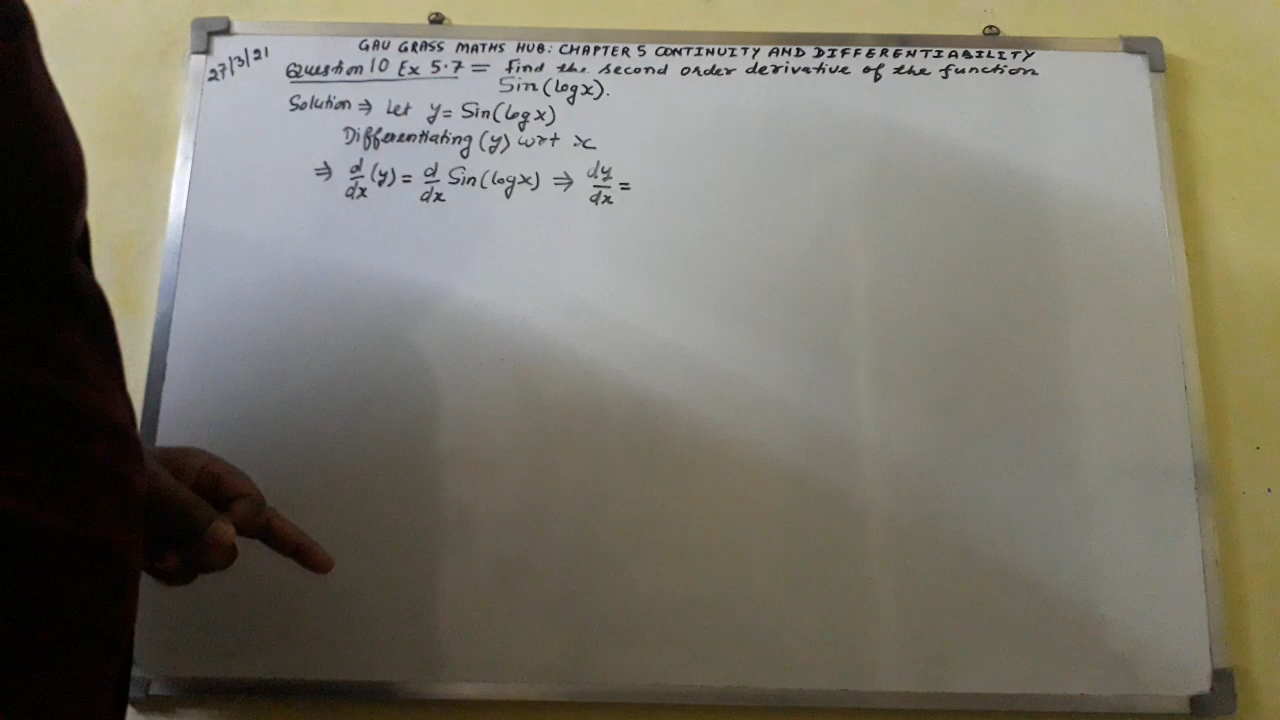 GAU GRASS MATHS HUB: CHAPTER 5 CONTINUITY AND DIFFERENTIABILITY
27/3/21
Question 10 Ex 5.7 = Find the second order derivative of the function
Sin(logx).
Solution ⇒ Let y = Sin(logx)
Differentiating (y) wrt x
⇒ d/dx (y) = d/dx Sin(logx) ⇒ dy/dx =